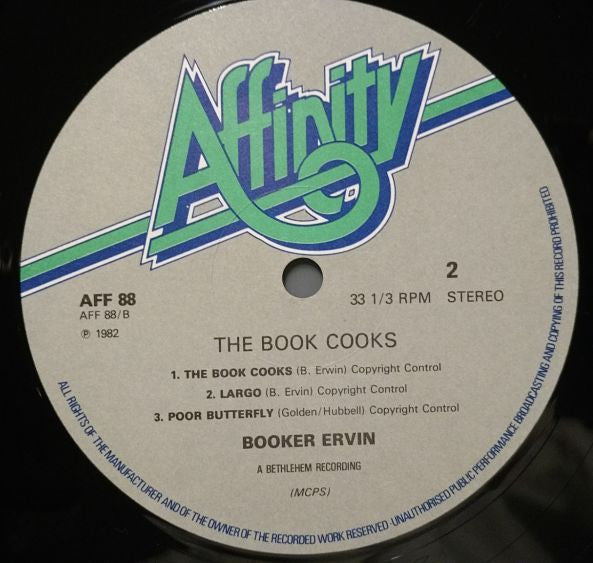 Affinity
AFF 88
AFF 88/B
℗ 1982
2
33 1/3 RPM STEREO
THE BOOK COOKS
1. THE BOOK COOKS (B. Erwin) Copyright Control
2. LARGO (B. Ervin) Copyright Control
3. POOR BUTTERFLY (Golden/Hubbell) Copyright Control
BOOKER ERVIN
A BETHLEHEM RECORDING
(MCPS)
ALL RIGHTS OF THE MANUFACTURER AND OF THE OWNER OF THE RECORDED WORK RESERVED·UNAUTHORISED PUBLIC PERFORMANCE BROADCASTING AND COPYING OF THIS RECORD PROHIBITED